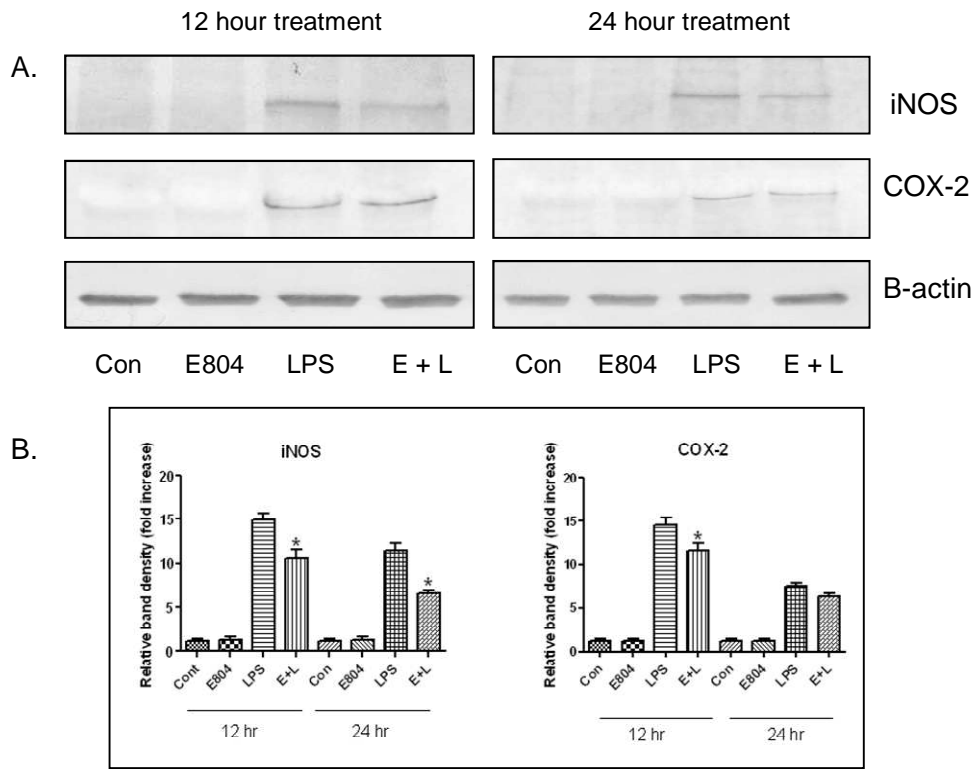 12 hour treatment 24 hour treatment
A.
iNOS
COX-2
B-actin
Con E804 LPS E + L Con E804 LPS E + L
B.
iNOS
Relative band density (fold increase)
20
15
10
5
0
*
*
Cont E804 LPS E+L Con E804 LPS E+L
12 hr 24 hr
COX-2
Relative band density (fold increase)
20
15
10
5
0
*
Con E804 LPS E+L Con E804 LPS E+L
12 hr 24 hr